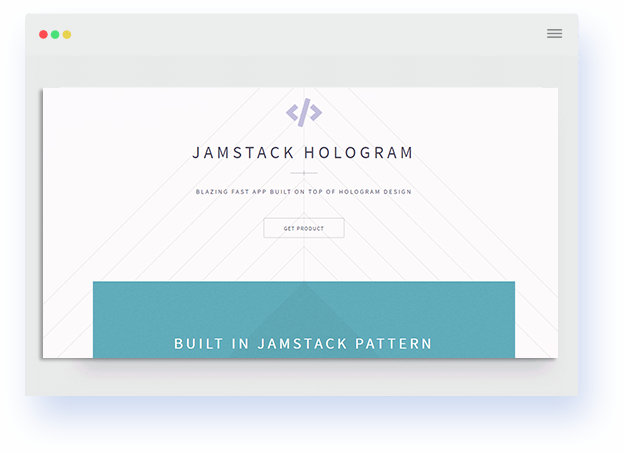 JAMSTACK HOLOGRAM
BLAZING FAST APP BUILT ON TOP OF HOLOGRAM DESIGN
GET PRODUCT
BUILT IN JAMSTACK PATTERN